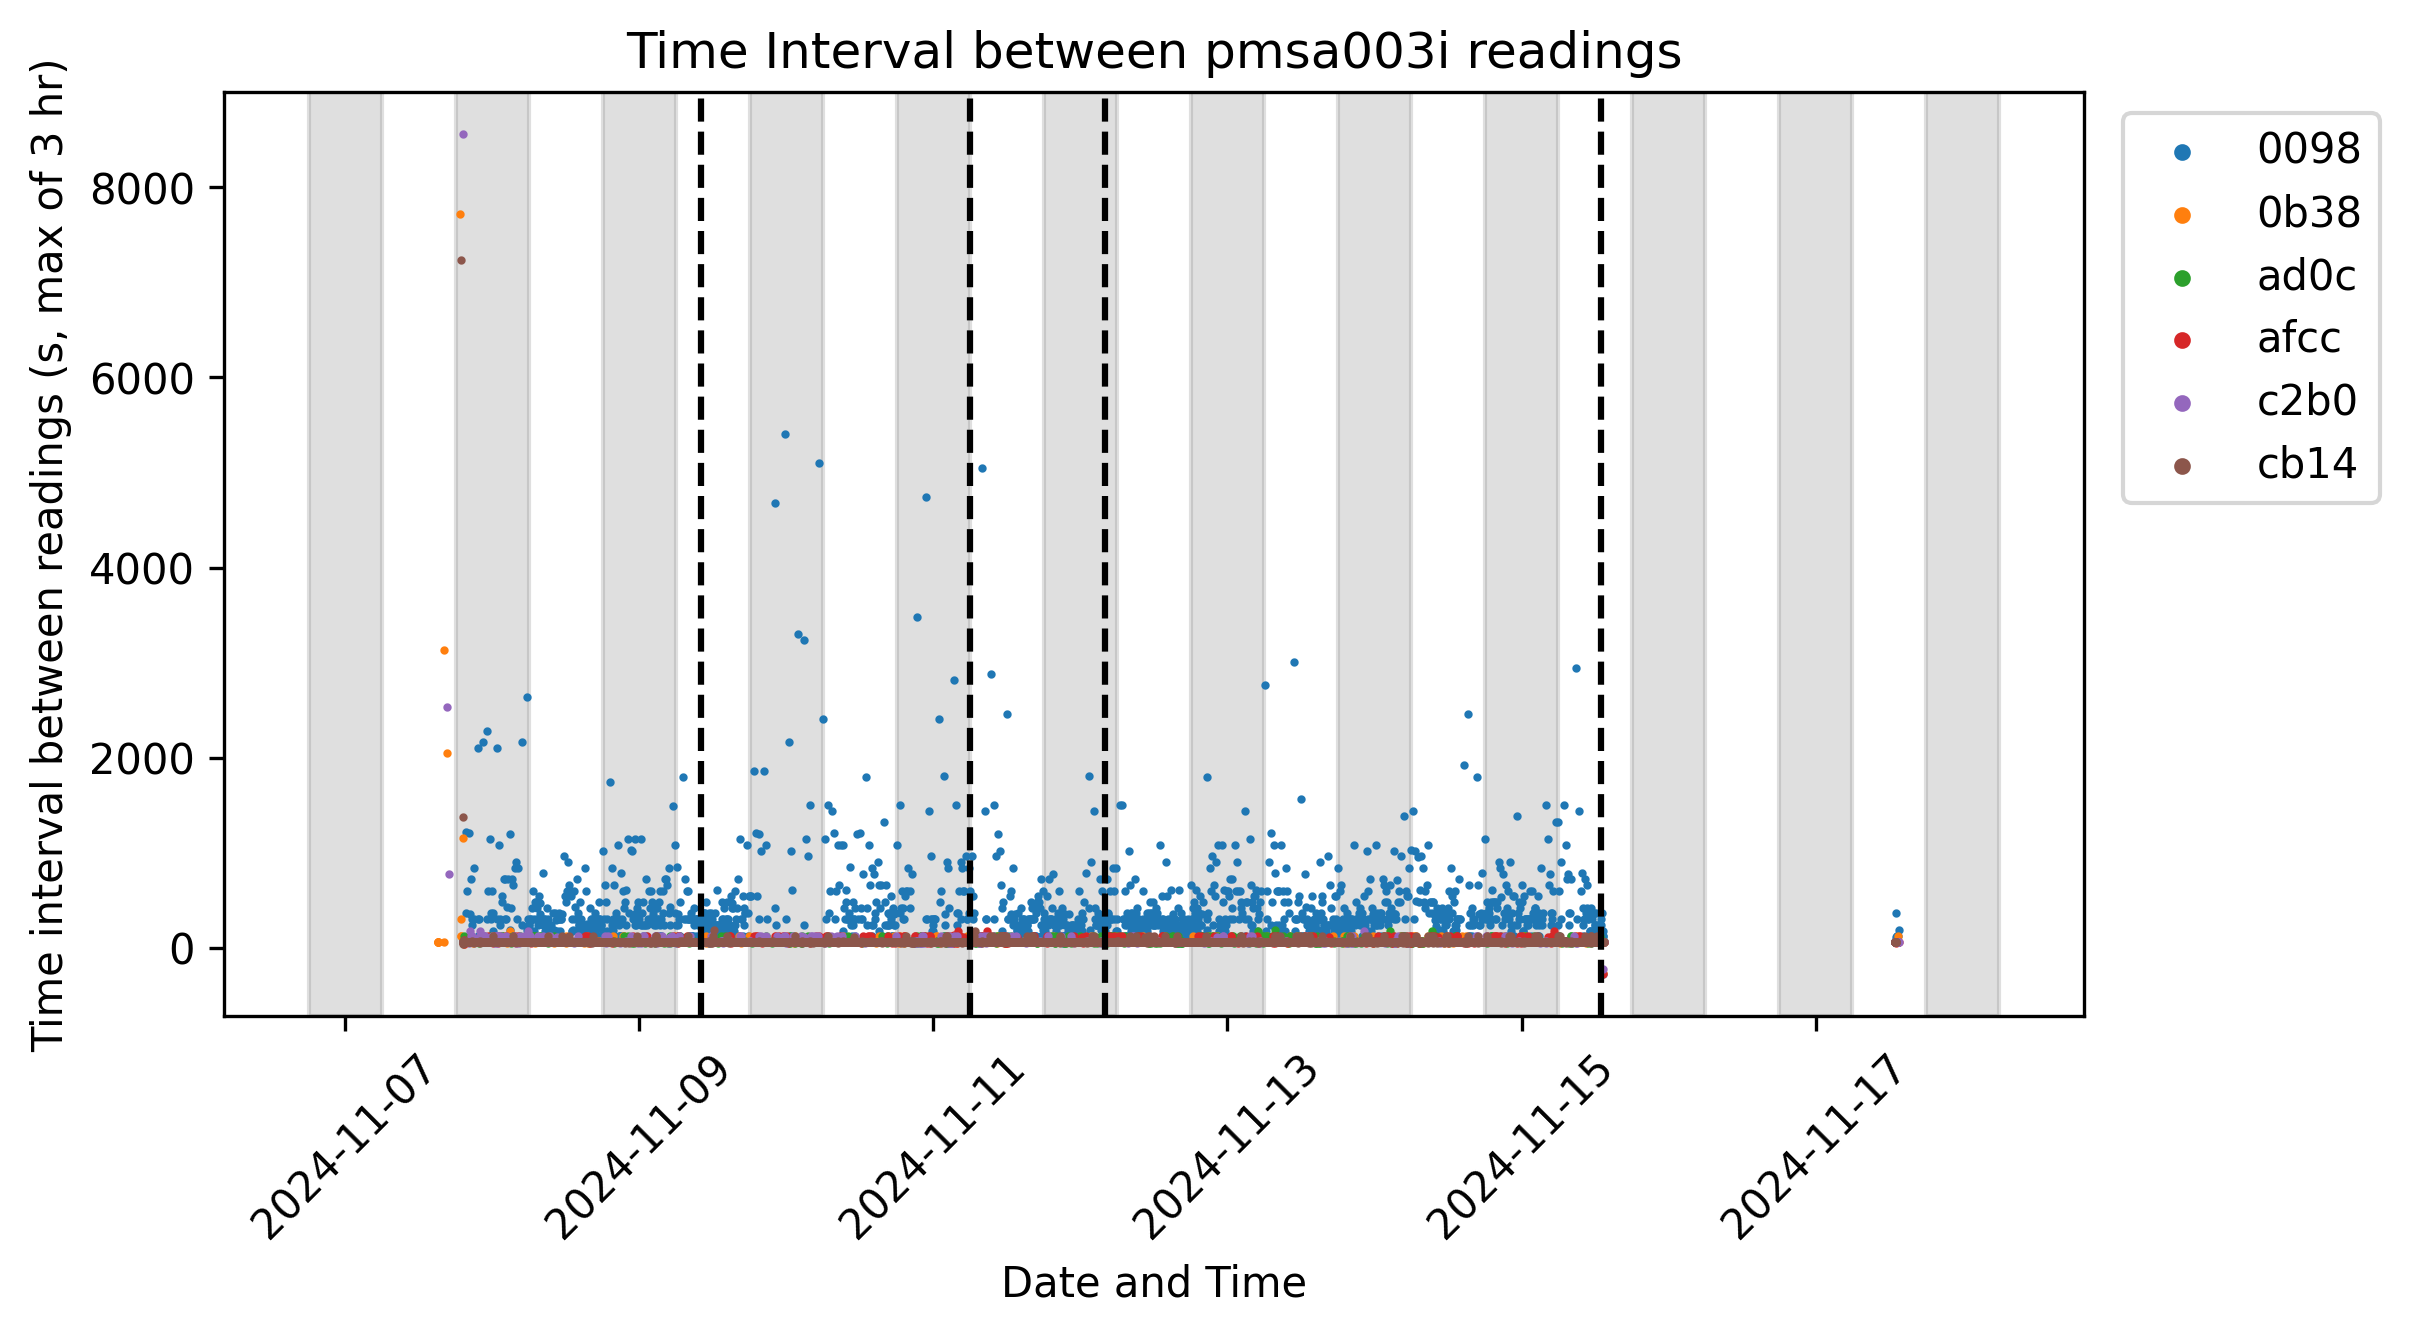 Time Interval between pmsa003i readings
Time interval between readings (s, max of 3 hr)
8000
6000
4000
2000
0
2024-11-07
2024-11-09
2024-11-11
2024-11-13
2024-11-15
2024-11-17
Date and Time
0098
0b38
ad0c
afcc
c2b0
cb14